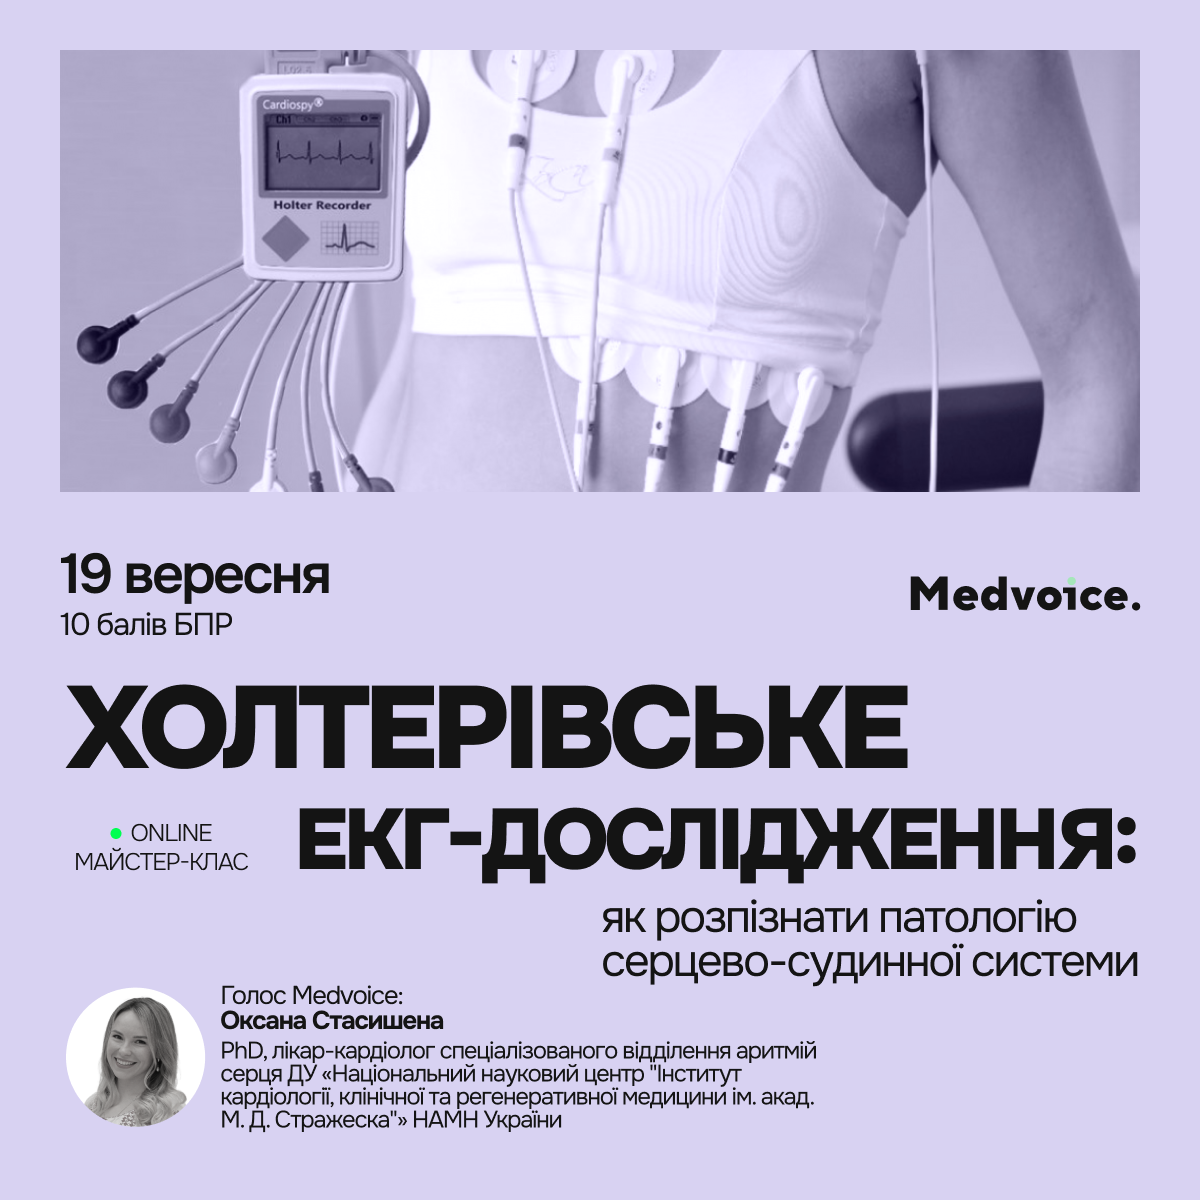 Cardiospy®
Ch1
Holter Recorder
19 вересня
10 балів БПР
Medvoice.
ХОЛТЕРІВСЬКЕ
ЕКГ-ДОСЛІДЖЕННЯ:
ONLINE
МАЙСТЕР-КЛАС
як розпізнати патологію
серцево-судинної системи
Голос Medvoice:
Оксана Стасишена
PhD, лікар-кардіолог спеціалізованого відділення аритмій
серця ДУ «Національний науковий центр "Інститут
кардіології, клінічної та регенеративної медицини ім. акад.
М. Д. Стражеска"» НАМН України